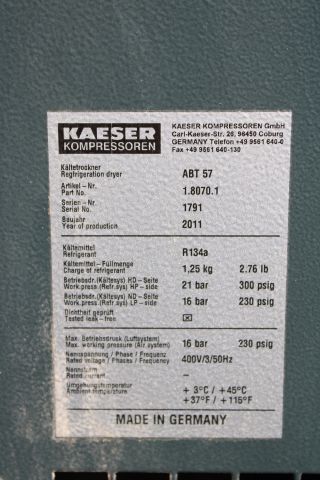 KAESER
KOMPRESSOREN
KAESER KOMPRESSOREN GmbH
Carl-Kaeser-Str. 26, 96450 Coburg
GERMANY Telefon +49 9561 640-0
Fax +49 9561 640-130
Kältetrockner
Regfrigeration dryer ABT 57
Artikel-Nr.
Part No. 1.8070.1
Serien-Nr.
Serial No. 1791
Baujahr
Year of production 2011
Kältemittel
Refrigerant R134a
Kältemittel-Füllmenge
Charge of refrigerant 1,25 kg 2.76 lb
Betriebsdr.(Kältesys) HD-Seite
Work.press (Refr.sys) HP-side 21 bar 300 psig
Betriebsdr.(Kältesys) ND-Seite
Work.press (Refr.sys) LP-side 16 bar 230 psig
Dichtheit geprüft
Tested leak-free ☒
Max. Betriebsdruck (Luftsystem)
Max. working pressure (Air system) 16 bar 230 psig
Nennspannung / Phase / Frequenz
Rated voltage / Phases / Frequency 400V/3/50Hz
Nennstrom
Rated current –
Umgebungstemperatur
Ambient temperature + 3°C / +45°C
+37°F / +115°F
MADE IN GERMANY